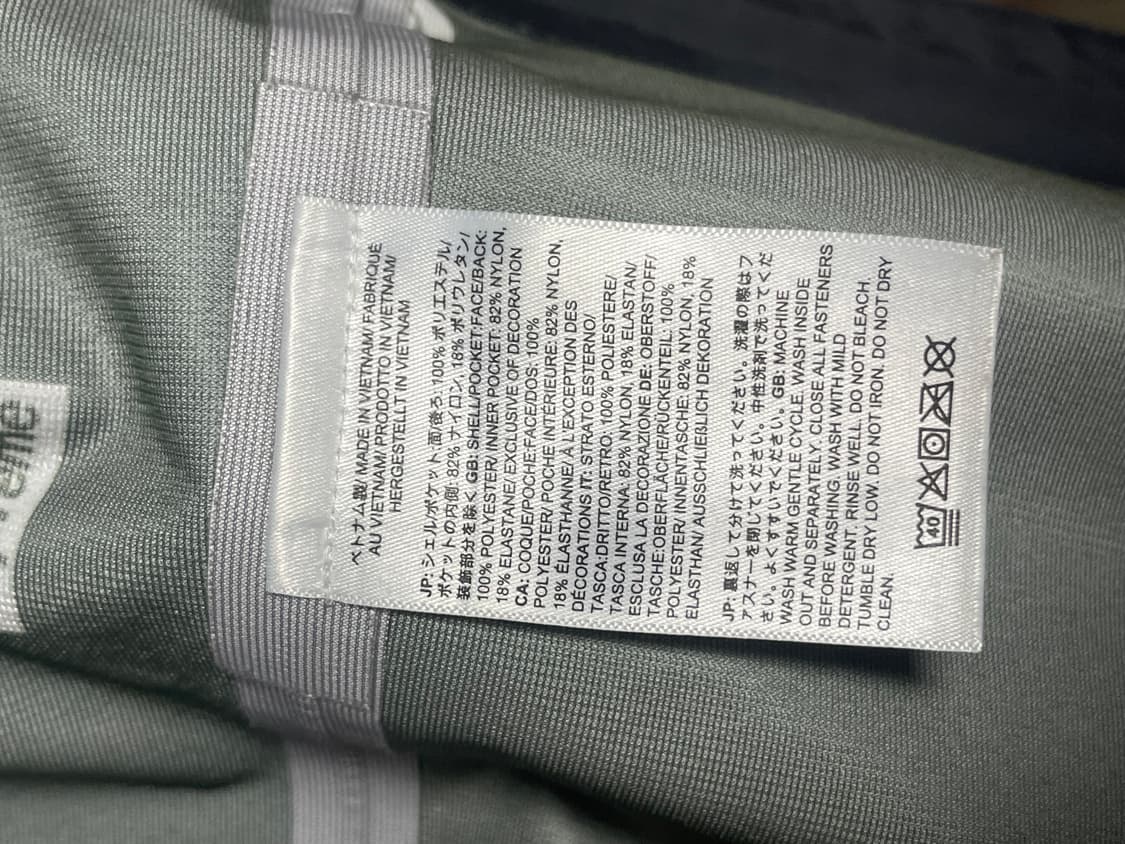 ベトナム製/ MADE IN VIETNAM/ FABRIQUÉ
AU VIETNAM/ PRODOTTO IN VIETNAM/
HERGESTELLT IN VIETNAM
JP: シェルポケット:面/後ろ: 100% ポリエステル/
ポケットの内側: 82% ナイロン, 18% ポリウレタン/
装飾部分を除く GB: SHELL/POCKET:FACE/BACK:
100% POLYESTER/ INNER POCKET: 82% NYLON,
18% ELASTANE/ EXCLUSIVE OF DECORATION
CA: COQUE/POCHE:FACE/DOS: 100%
POLYESTER/ POCHE INTÉRIEURE: 82% NYLON,
18% ÉLASTHANNE/ À L'EXCEPTION DES
DÉCORATIONS IT: STRATO ESTERNO/
TASCA:DRITTO/RETRO: 100% POLIESTERE/
TASCA INTERNA: 82% NYLON, 18% ELASTAN/
ESCLUSA LA DECORAZIONE DE: OBERSTOFF/
TASCHE:OBERFLÄCHE/RÜCKENTEIL: 100%
POLYESTER/ INNENTASCHE: 82% NYLON, 18%
ELASTHAN/ AUSSCHLIEßLICH DEKORATION
JP: 裏返して分けて洗ってください。洗濯の際はフ
アスナーを閉じてください。中性洗剤で洗ってくだ
さい。よくすすいでください。GB: MACHINE
WASH WARM GENTLE CYCLE. WASH INSIDE
OUT AND SEPARATELY. CLOSE ALL FASTENERS
BEFORE WASHING. WASH WITH MILD
DETERGENT. RINSE WELL. DO NOT BLEACH.
TUMBLE DRY LOW. DO NOT IRON. DO NOT DRY
CLEAN.
40